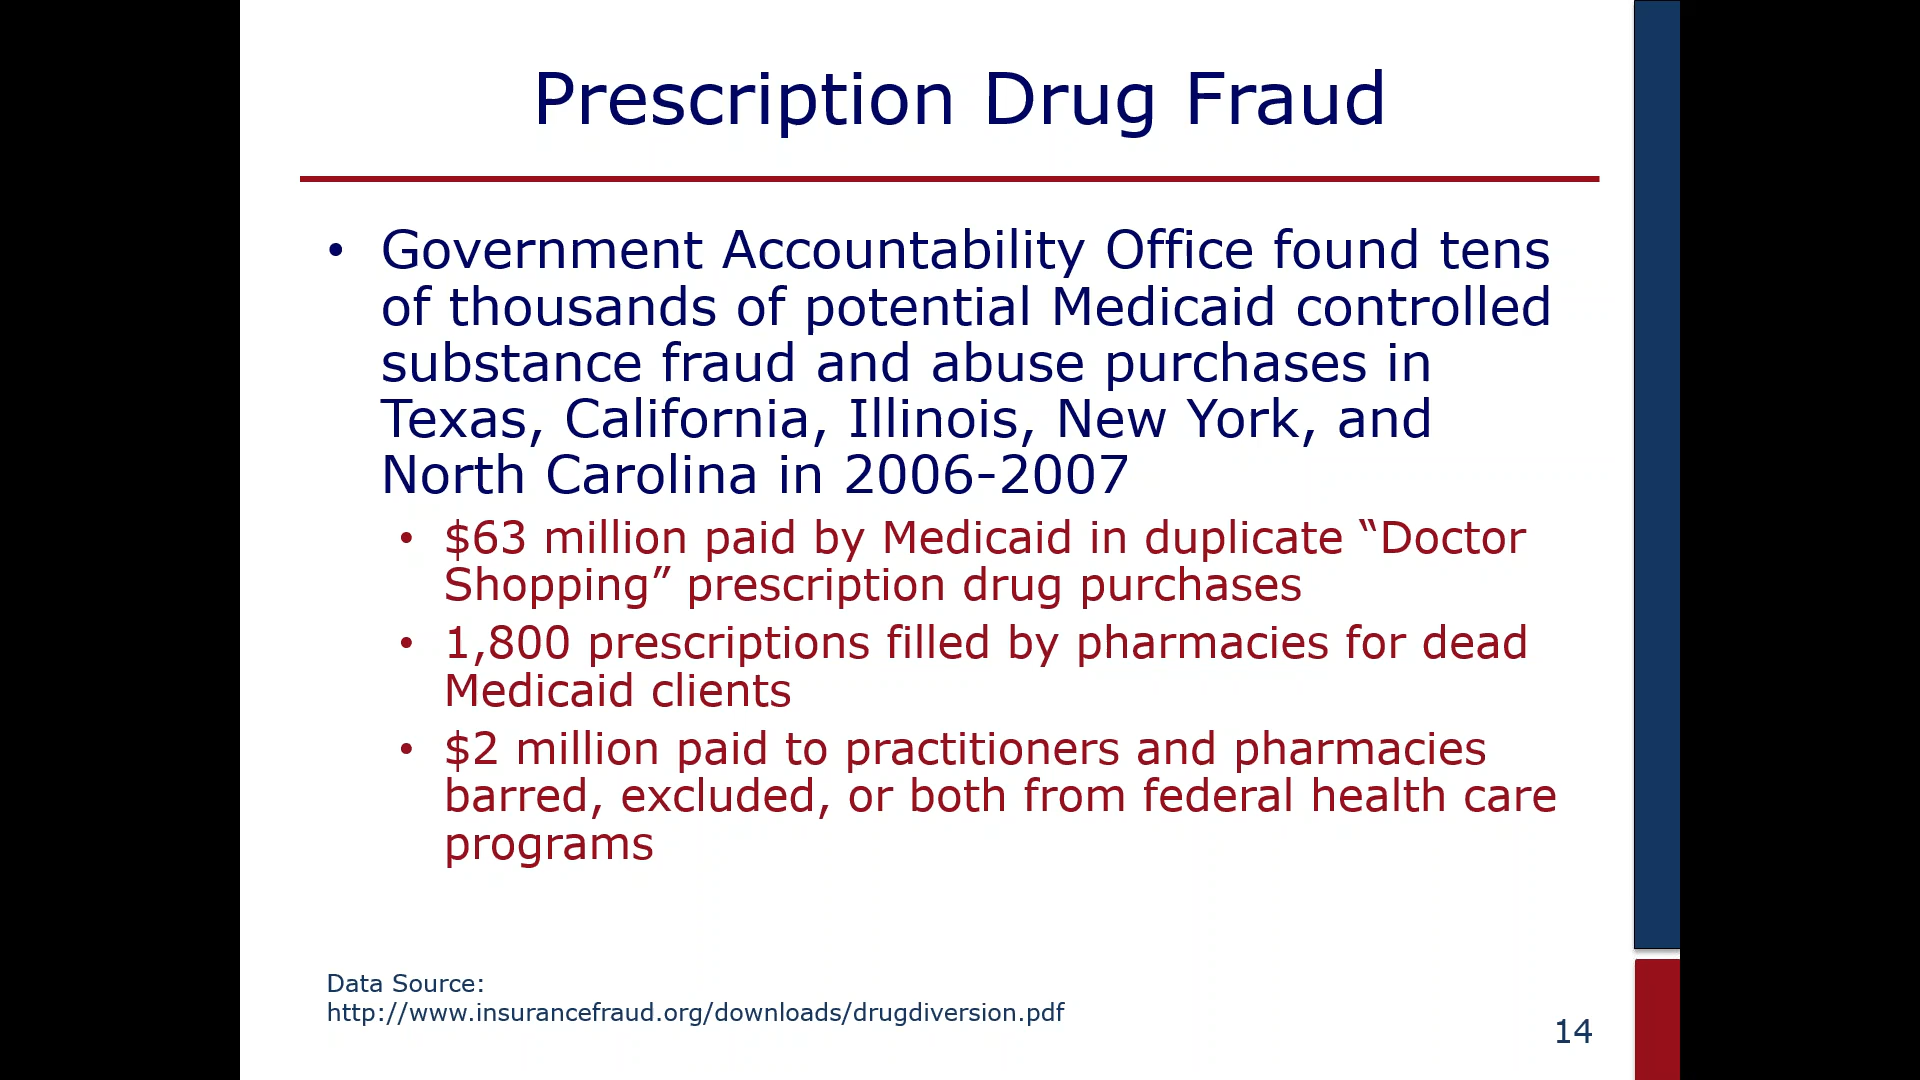 Prescription Drug Fraud
• Government Accountability Office found tens
of thousands of potential Medicaid controlled
substance fraud and abuse purchases in
Texas, California, Illinois, New York, and
North Carolina in 2006-2007
• $63 million paid by Medicaid in duplicate “Doctor
Shopping” prescription drug purchases
• 1,800 prescriptions filled by pharmacies for dead
Medicaid clients
• $2 million paid to practitioners and pharmacies
barred, excluded, or both from federal health care
programs
Data Source:
http://www.insurancefraud.org/downloads/drugdiversion.pdf
14